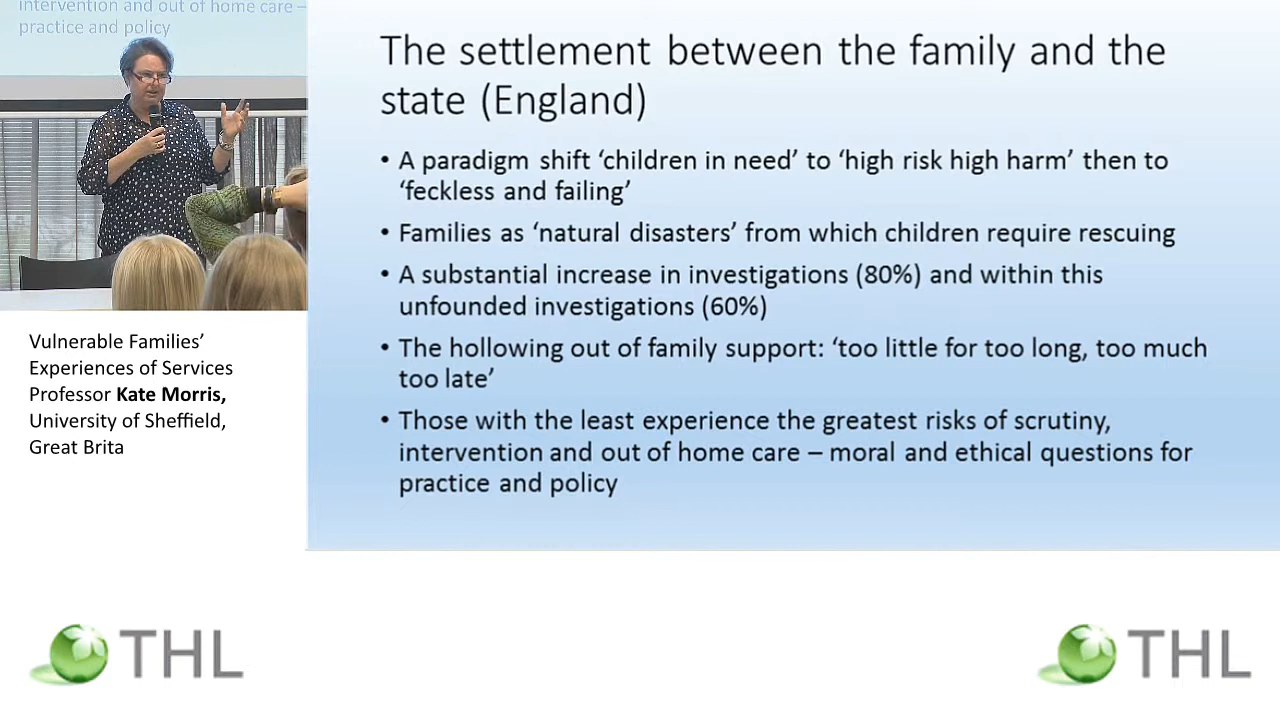 intervention and out of home care –
practice and policy
Vulnerable Families’
Experiences of Services
Professor Kate Morris,
University of Sheffield,
Great Brita
The settlement between the family and the
state (England)
• A paradigm shift ‘children in need’ to ‘high risk high harm’ then to
‘feckless and failing’
• Families as ‘natural disasters’ from which children require rescuing
• A substantial increase in investigations (80%) and within this
unfounded investigations (60%)
• The hollowing out of family support: ‘too little for too long, too much
too late’
• Those with the least experience the greatest risks of scrutiny,
intervention and out of home care – moral and ethical questions for
practice and policy
THL
THL